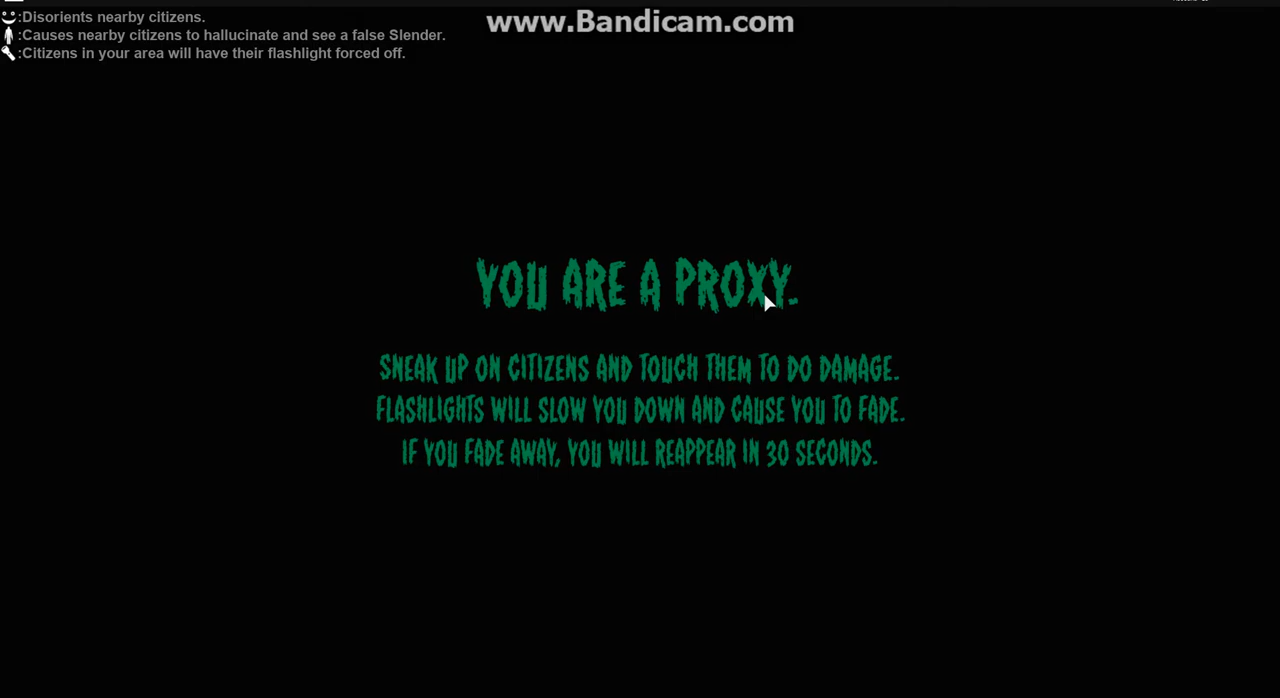 :Disorients nearby citizens.
www.Bandicam.com
:Causes nearby citizens to hallucinate and see a false Slender.
:Citizens in your area will have their flashlight forced off.
YOU ARE A PROXY.
SNEAK UP ON CITIZENS AND TOUCH THEM TO DO DAMAGE.
FLASHLIGHTS WILL SLOW YOU DOWN AND CAUSE YOU TO FADE.
IF YOU FADE AWAY, YOU WILL REAPPEAR IN 30 SECONDS.